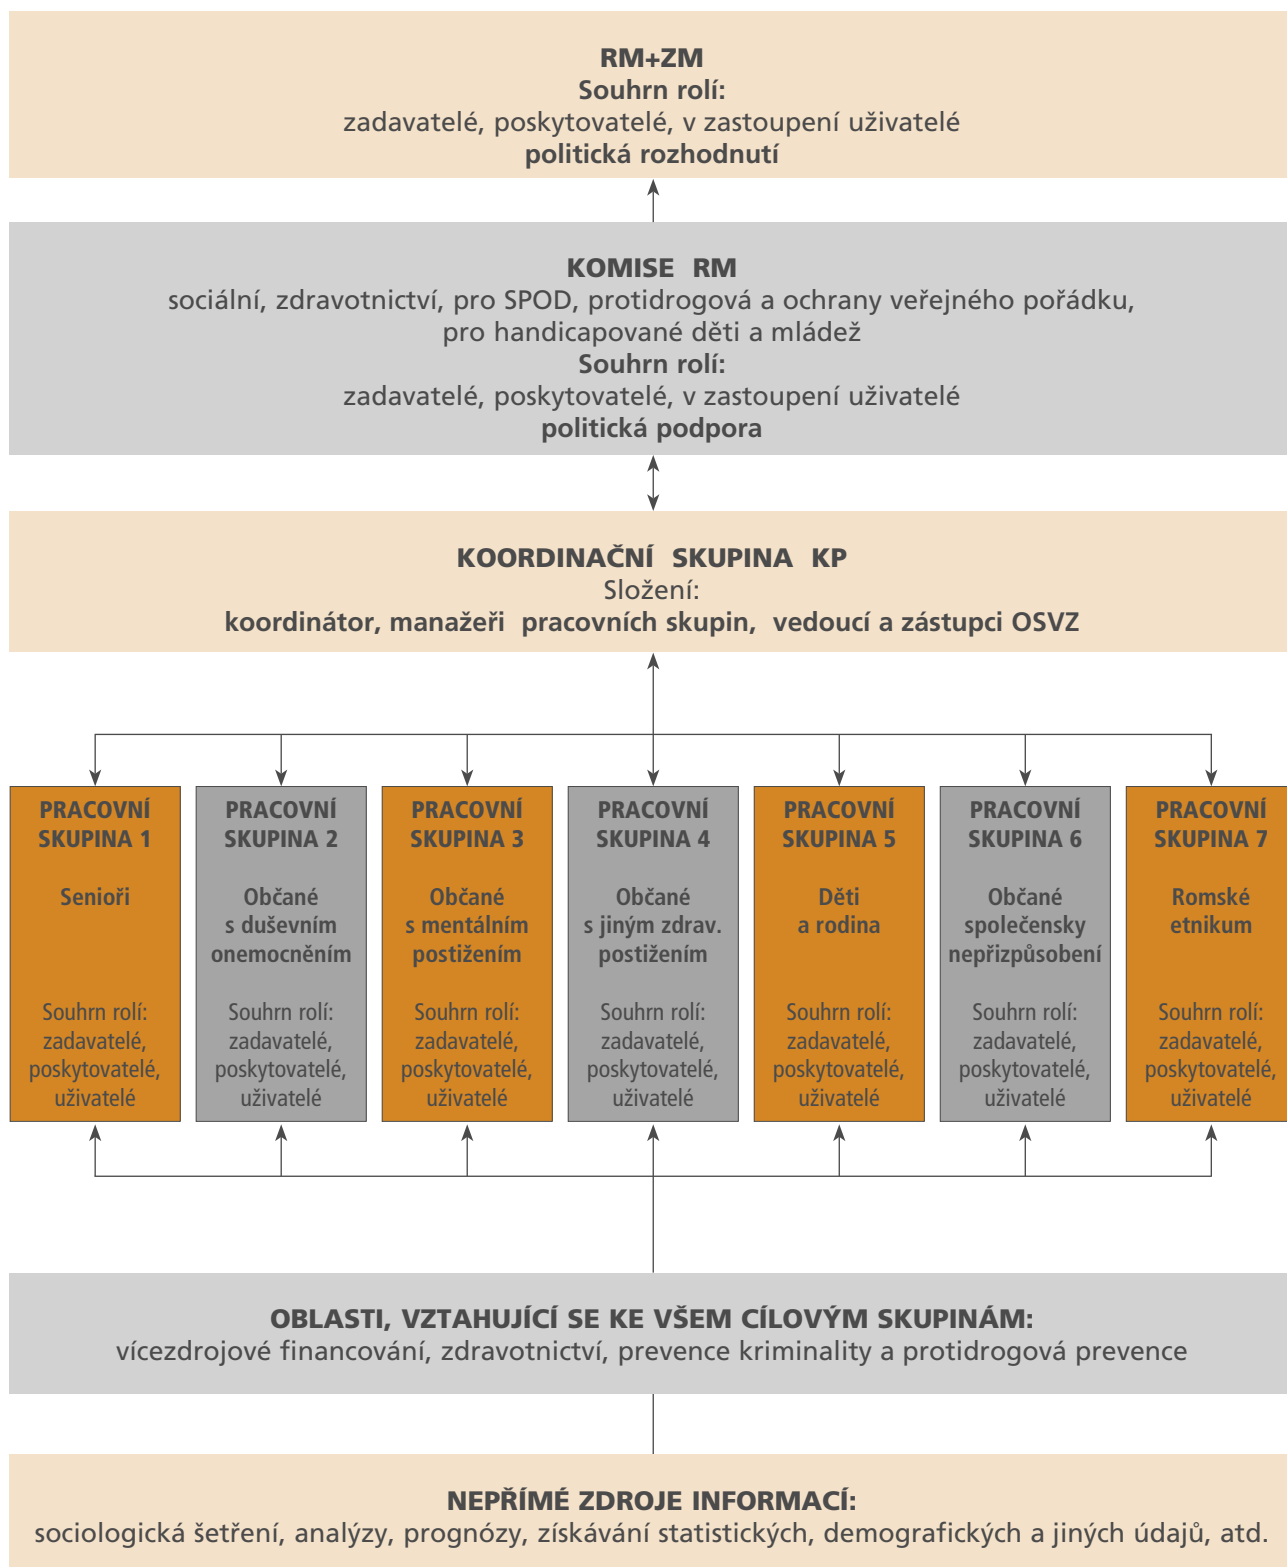 RM+ZM
Souhrn rolí:
zadavatelé, poskytovatelé, v zastoupení uživatelé
politická rozhodnutí
KOMISE RM
sociální, zdravotnictví, pro SPOD, protidrogová a ochrany veřejného pořádku,
pro handicapované děti a mládež
Souhrn rolí:
zadavatelé, poskytovatelé, v zastoupení uživatelé
politická podpora
KOORDINAČNÍ SKUPINA KP
Složení:
koordinátor, manažeři pracovních skupin, vedoucí a zástupci OSVZ
PRACOVNÍ
SKUPINA 1
Senioři
Souhrn rolí:
zadavatelé,
poskytovatelé,
uživatelé
PRACOVNÍ
SKUPINA 2
Občané
s duševním
onemocněním
Souhrn rolí:
zadavatelé,
poskytovatelé,
uživatelé
PRACOVNÍ
SKUPINA 3
Občané
s mentálním
postižením
Souhrn rolí:
zadavatelé,
poskytovatelé,
uživatelé
PRACOVNÍ
SKUPINA 4
Občané
s jiným zdrav.
postižením
Souhrn rolí:
zadavatelé,
poskytovatelé,
uživatelé
PRACOVNÍ
SKUPINA 5
Děti
a rodina
Souhrn rolí:
zadavatelé,
poskytovatelé,
uživatelé
PRACOVNÍ
SKUPINA 6
Občané
společensky
nepřizpůsobení
Souhrn rolí:
zadavatelé,
poskytovatelé,
uživatelé
PRACOVNÍ
SKUPINA 7
Romské
etnikum
Souhrn rolí:
zadavatelé,
poskytovatelé,
uživatelé
OBLASTI, VZTAHUJÍCÍ SE KE VŠEM CÍLOVÝM SKUPINÁM:
vícezdrojové financování, zdravotnictví, prevence kriminality a protidrogová prevence
NEPŘÍMÉ ZDROJE INFORMACÍ:
sociologická šetření, analýzy, prognózy, získávání statistických, demografických a jiných údajů, atd.